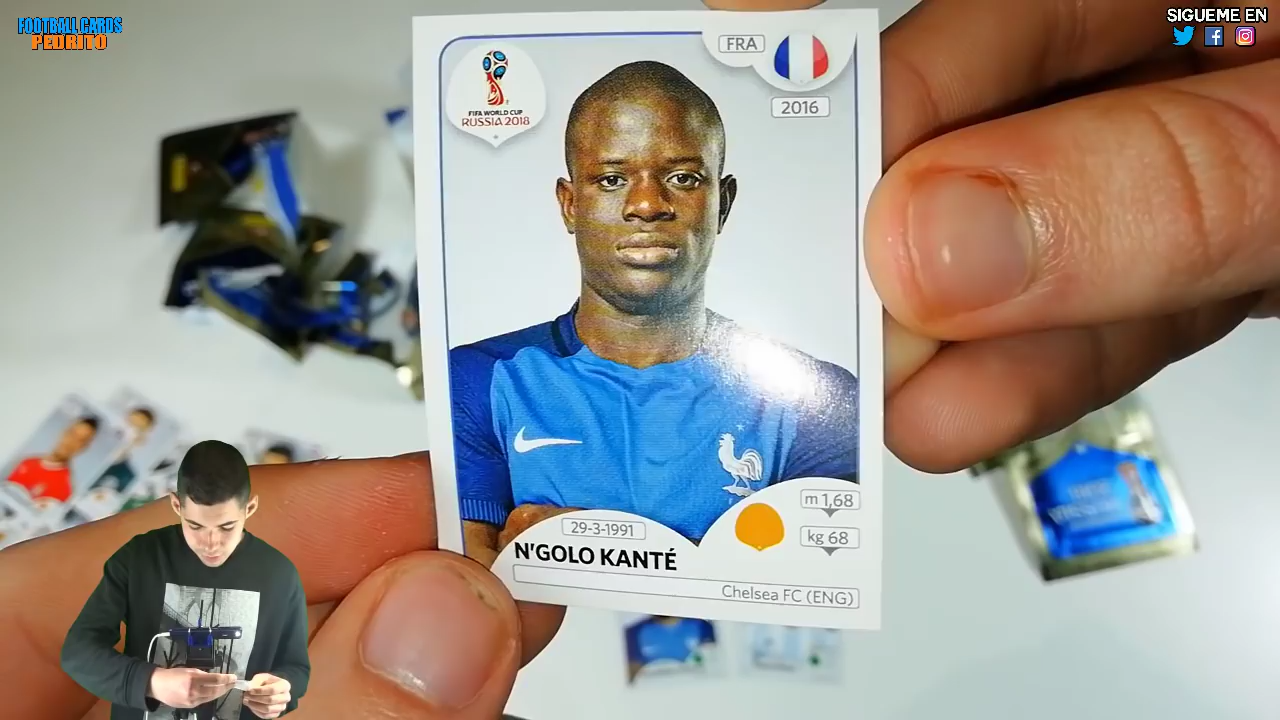 FOOTBALL CARDS
PEDRITO
SIGUEME EN
FRA
2016
FIFA WORLD CUP
RUSSIA 2018
m 1,68
kg 68
29-3-1991
N'GOLO KANTÉ
Chelsea FC (ENG)